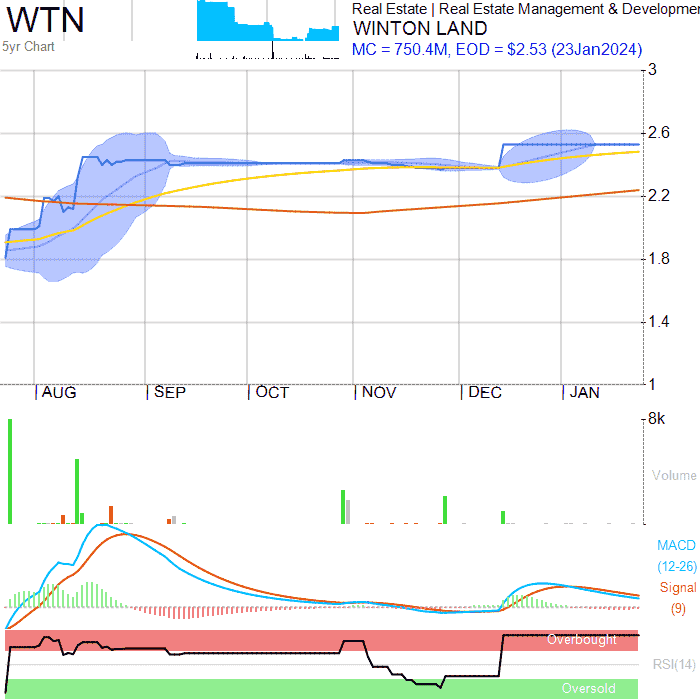 WTN
5yr Chart
Real Estate | Real Estate Management & Developmen
WINTON LAND
MC = 750.4M, EOD = $2.53 (23Jan2024)
3
2.6
2.2
1.8
1.4
1
| AUG | SEP | OCT | NOV | DEC | JAN
8k
Volume
MACD
(12-26)
Signal
(9)
Overbought
RSI(14)
Oversold